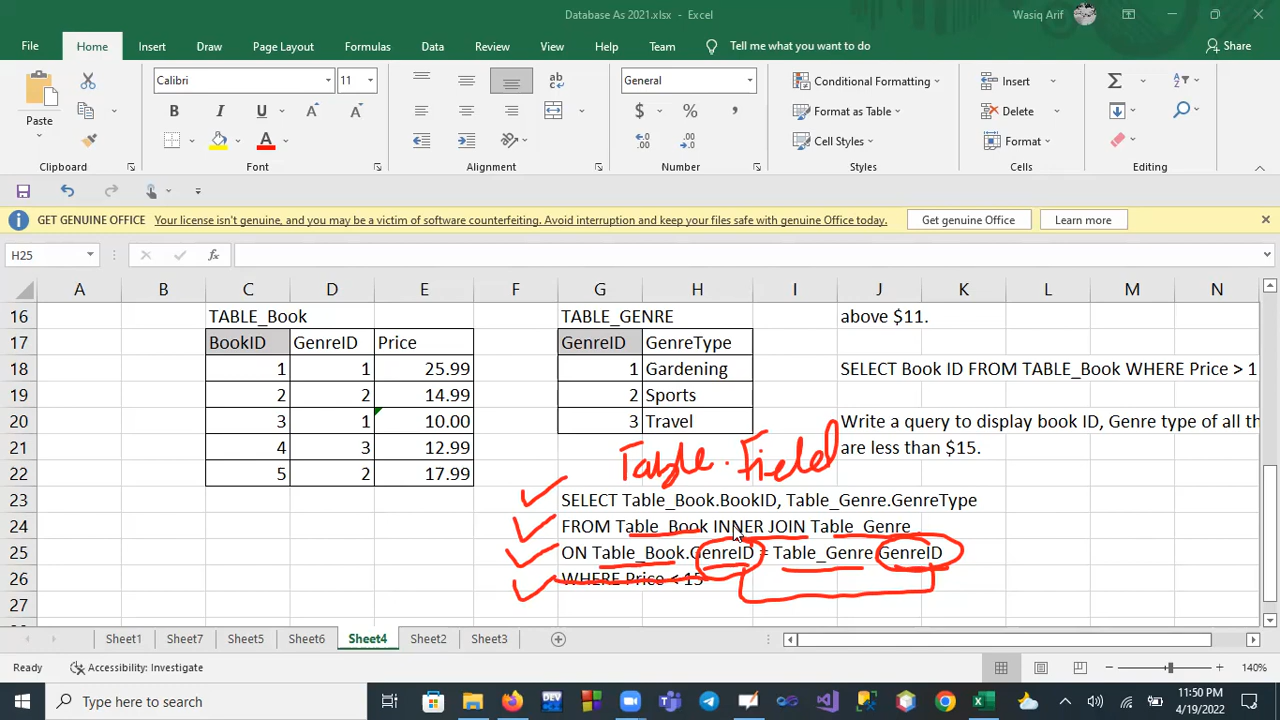 Database As 2021.xlsx - Excel
Wasiq Arif
File Home Insert Draw Page Layout Formulas Data Review View Help Team Tell me what you want to do Share
Paste
Calibri 11
B I U A A
ab
General
$ % ,
Conditional Formatting
Format as Table
Cell Styles
Insert
Delete
Format
Clipboard Font Alignment Number Styles Cells Editing
GET GENUINE OFFICE Your license isn't genuine, and you may be a victim of software counterfeiting. Avoid interruption and keep your files safe with genuine Office today. Get genuine Office Learn more
H25 fx
A B C D E F G H I J K L M N
16 TABLE_Book TABLE_GENRE above $11.
17 BookID GenreID Price GenreID GenreType
18 1 1 25.99 1 Gardening SELECT Book ID FROM TABLE_Book WHERE Price > 1
19 2 2 14.99 2 Sports
20 3 1 10.00 3 Travel Write a query to display book ID, Genre type of all th
21 4 3 12.99 are less than $15.
Table . Field
22 5 2 17.99
23 SELECT Table_Book.BookID, Table_Genre.GenreType
24 FROM Table_Book INNER JOIN Table_Genre
25 ON Table_Book.GenreID = Table_Genre.GenreID
26 WHERE Price < 15
27
Sheet1 Sheet7 Sheet5 Sheet6 Sheet4 Sheet2 Sheet3
Ready Accessibility: Investigate 140%
Type here to search
DEV
11:50 PM
4/19/2022